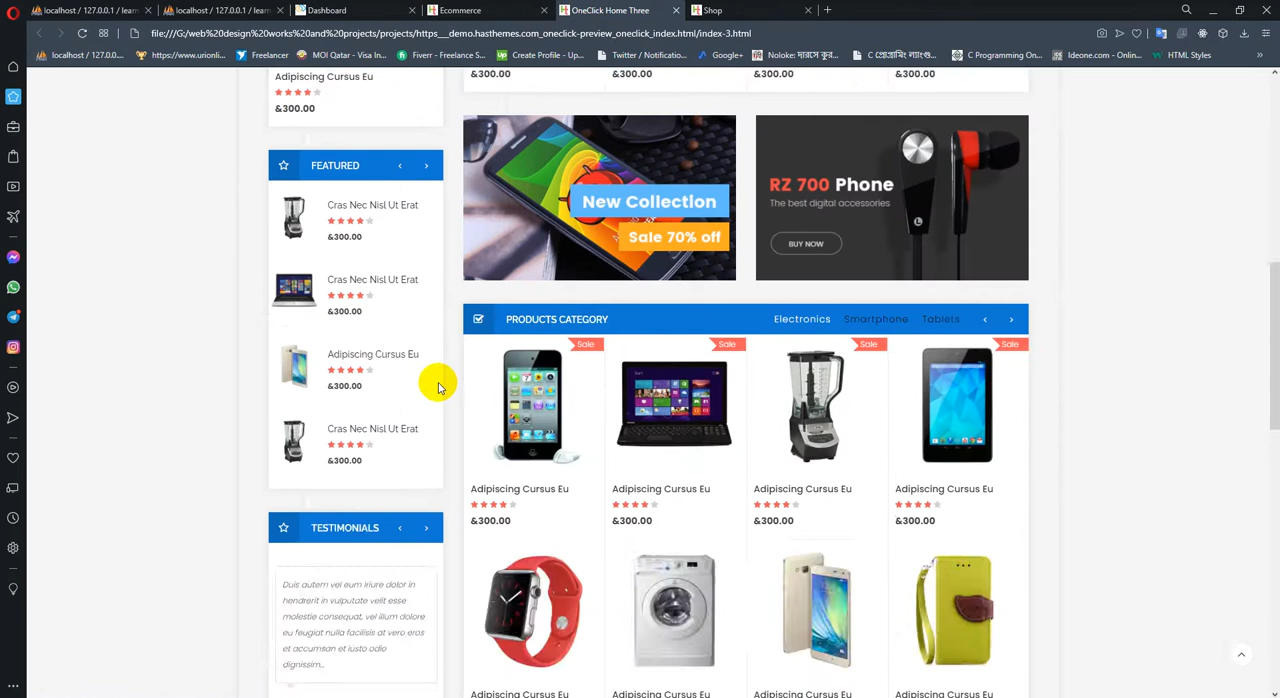 localhost / 127.0.0.1 / learn
localhost / 127.0.0.1 / learn
Dashboard
Ecommerce
OneClick Home Three
Shop
file:///G:/web%20design%20works%20and%20projects/projects/https__demo.hasthemes.com_oneclick-preview_oneclick_index.html/index-3.html
localhost / 127.0.0....
https://www.urionli...
Freelancer
MOI Qatar - Visa In...
Fiverr - Freelance S...
Create Profile - Up...
Twitter / Notificatio...
Google+
Noloke: দারসে কুর...
C প্রোগ্রামিং ল্যাংগু...
C Programming On...
Ideone.com - Onlin...
HTML Styles
Adipiscing Cursus Eu
&300.00
&300.00
&300.00
&300.00
&300.00
FEATURED
Cras Nec Nisl Ut Erat
&300.00
Cras Nec Nisl Ut Erat
&300.00
Adipiscing Cursus Eu
&300.00
Cras Nec Nisl Ut Erat
&300.00
TESTIMONIALS
Duis autem vel eum iriure dolor in
hendrerit in vulputate velit esse
molestie consequat, vel illum dolore
eu feugiat nulla facilisis at vero eros
et accumsan et iusto odio
dignissim...
New Collection
Sale 70% off
RZ 700 Phone
The best digital accessories
BUY NOW
PRODUCTS CATEGORY
Electronics Smartphone Tablets
Sale
Sale
Sale
Sale
Adipiscing Cursus Eu
&300.00
Adipiscing Cursus Eu
&300.00
Adipiscing Cursus Eu
&300.00
Adipiscing Cursus Eu
&300.00
Adipiscing Cursus Eu
Adipiscing Cursus Eu
Adipiscing Cursus Eu
Adipiscing Cursus Eu